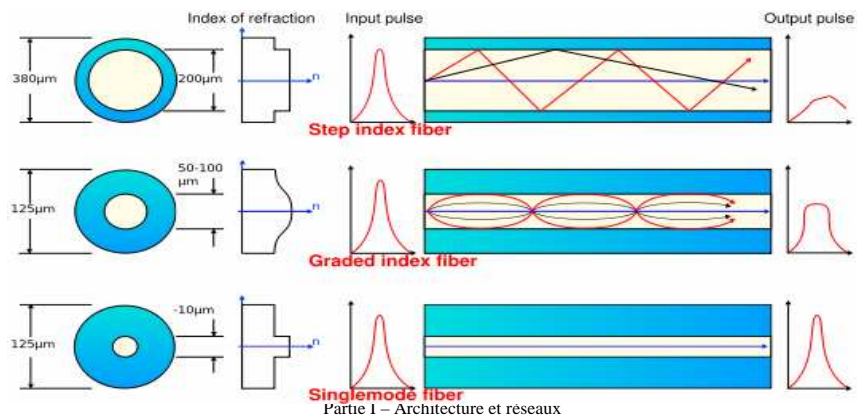 Index of refraction Input pulse Output pulse
380µm 200µm n
Step index fiber
50-100
µm
125µm n
Graded index fiber
-10µm
125µm n
Singlemode fiber
Partie I – Architecture et réseaux